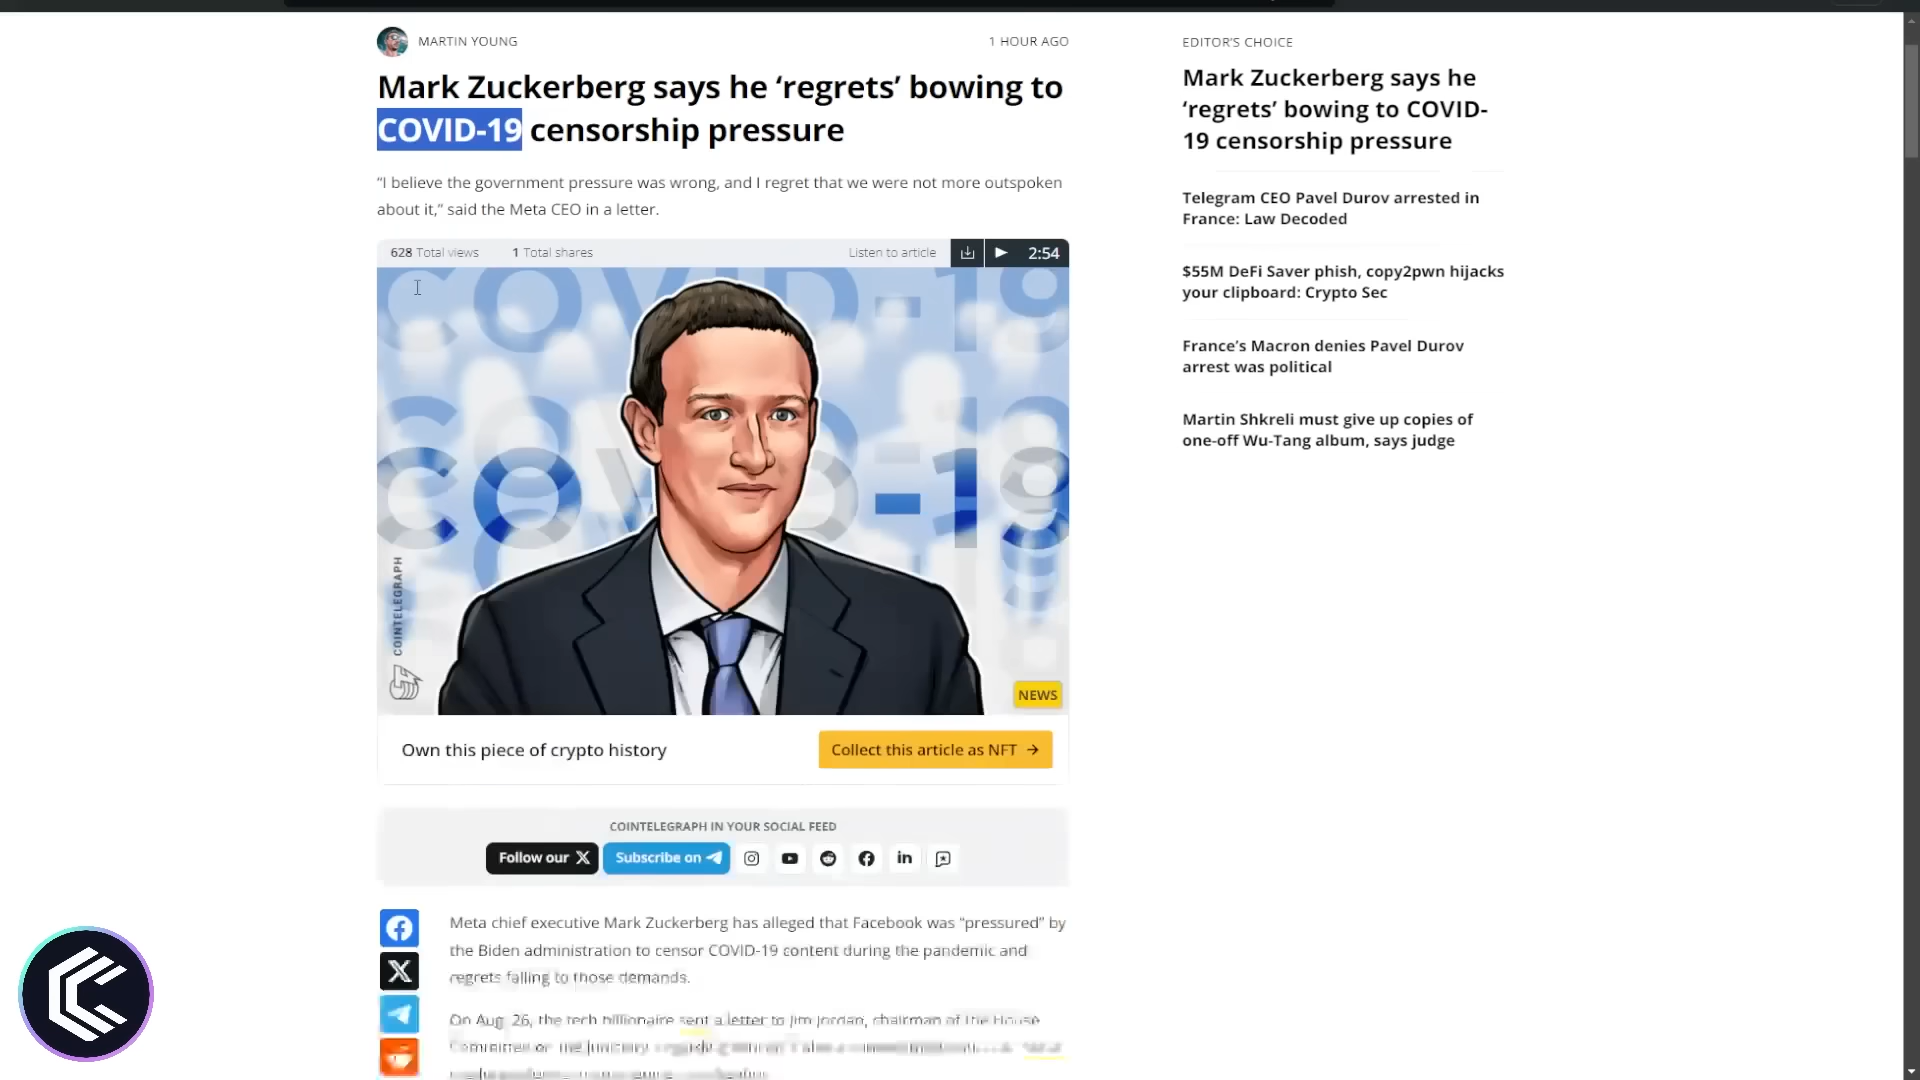 MARTIN YOUNG
1 HOUR AGO
Mark Zuckerberg says he ‘regrets’ bowing to
COVID-19 censorship pressure
“I believe the government pressure was wrong, and I regret that we were not more outspoken
about it,” said the Meta CEO in a letter.
628 Total views
1 Total shares
Listen to article
2:54
COVID-19
COVID-19
COINTELEGRAPH
NEWS
Own this piece of crypto history
Collect this article as NFT →
COINTELEGRAPH IN YOUR SOCIAL FEED
Follow our X
Subscribe on
Meta chief executive Mark Zuckerberg has alleged that Facebook was “pressured” by
the Biden administration to censor COVID-19 content during the pandemic and
regrets falling to those demands.
On Aug. 26, the tech billionaire sent a letter to Jim Jordan, chairman of the House
EDITOR’S CHOICE
Mark Zuckerberg says he
‘regrets’ bowing to COVID-
19 censorship pressure
Telegram CEO Pavel Durov arrested in
France: Law Decoded
$55M DeFi Saver phish, copy2pwn hijacks
your clipboard: Crypto Sec
France’s Macron denies Pavel Durov
arrest was political
Martin Shkreli must give up copies of
one-off Wu-Tang album, says judge